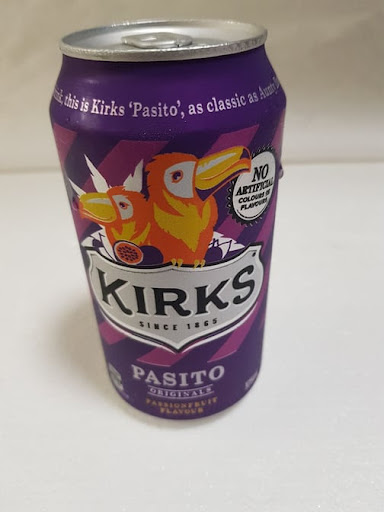 this is Kirks 'Pasito', as classic as Aunty
NO
ARTIFICIAL
COLOURS OR
FLAVOURS
KIRKS
SINCE 1865
PASITO
ORIGINALS
PASSIONFRUIT
FLAVOUR